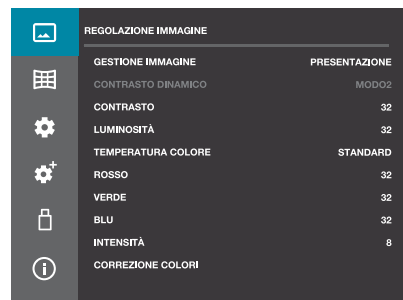 REGOLAZIONE IMMAGINE
GESTIONE IMMAGINE PRESENTAZIONE
CONTRASTO DINAMICO MODO2
CONTRASTO 32
LUMINOSITÀ 32
TEMPERATURA COLORE STANDARD
ROSSO 32
VERDE 32
BLU 32
INTENSITÀ 8
CORREZIONE COLORI